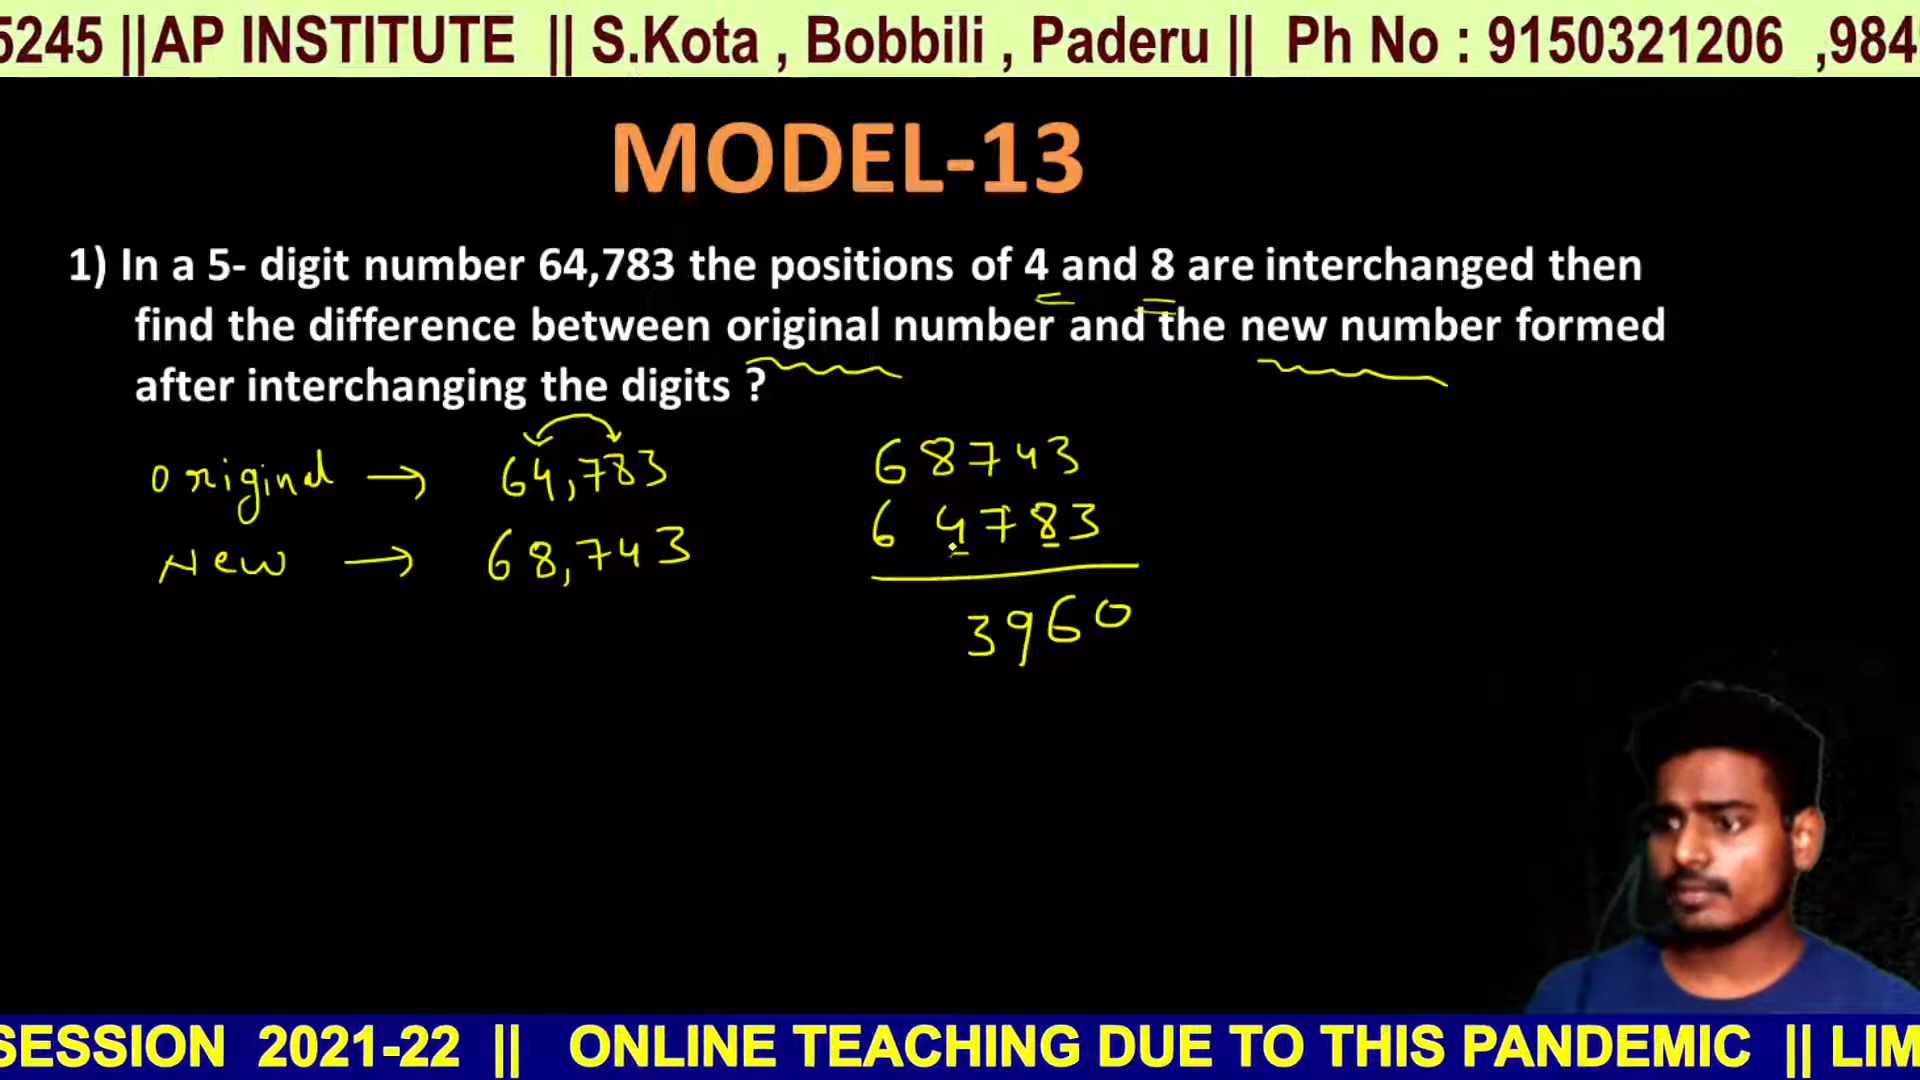 5245 ||AP INSTITUTE || S.Kota , Bobbili , Paderu || Ph No : 9150321206 ,984
MODEL-13
1) In a 5- digit number 64,783 the positions of 4 and 8 are interchanged then
find the difference between original number and the new number formed
after interchanging the digits ?
Original → 64,783
New → 68,743
68743
64783
3960
SESSION 2021-22 || ONLINE TEACHING DUE TO THIS PANDEMIC || LIM